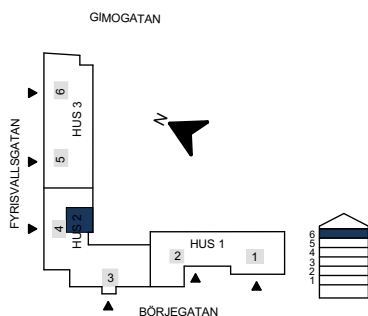 GIMOGATAN
FYRISVALLSGATAN
6
HUS 3
5
N
4
HUS 2
3
HUS 1
2
1
BÖRJEGATAN
6
5
4
3
2
1